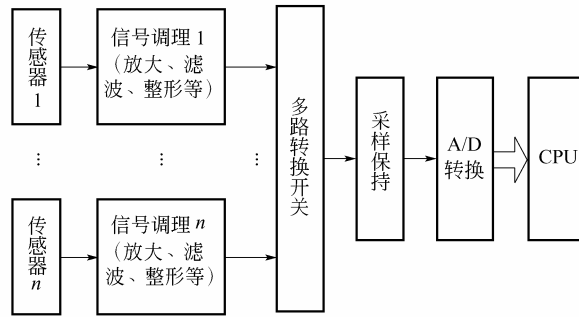 传感器1
信号调理1
（放大、滤
波、整形等）
⋮
⋮
⋮
传感器n
信号调理n
（放大、滤
波、整形等）
多路转换开关
采样保持
A/D
转换
CPU